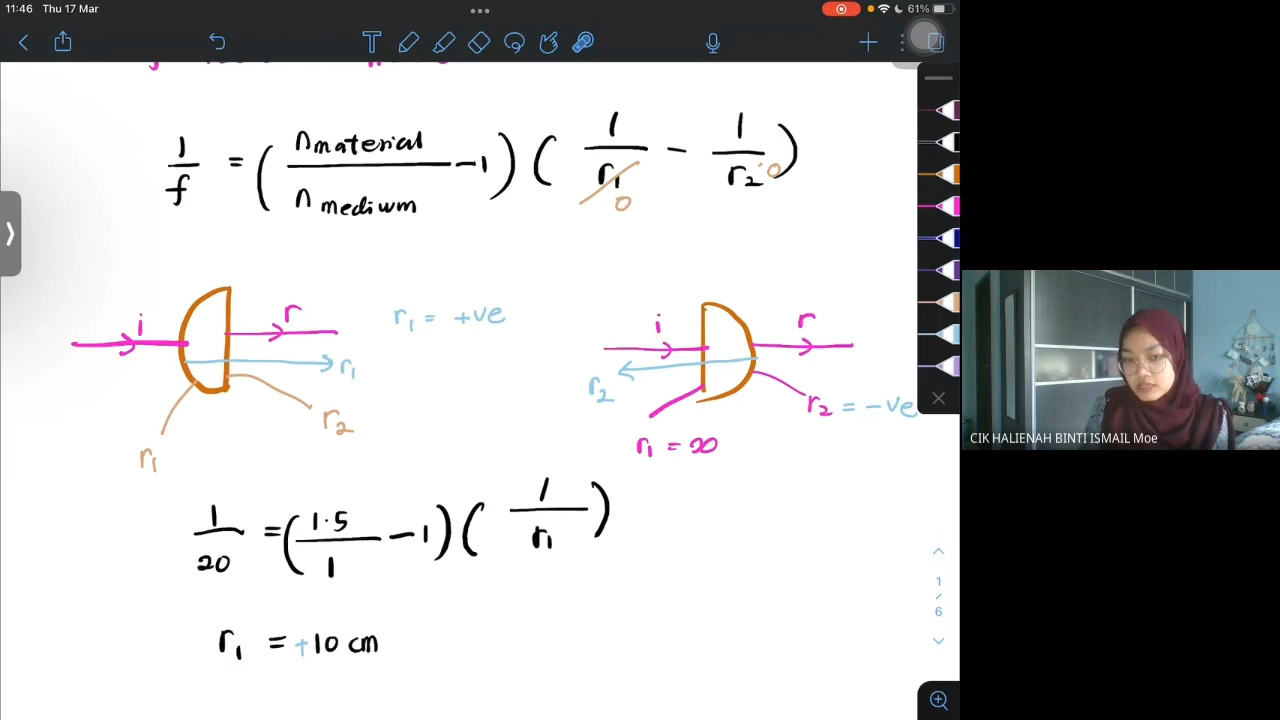 11:46 Thu 17 Mar
61%
1/f = ( n material / n medium - 1 ) ( 1/r1 - 1/r2 )
0
0
i
r
r1 = +ve
r1
r1
r2
i
r
r2
r2 = -ve
r1 = ∞
1/20 = ( 1.5/1 - 1 ) ( 1/r1 )
r1 = +10 cm
1
/
6
CIK HALIENAH BINTI ISMAIL Moe